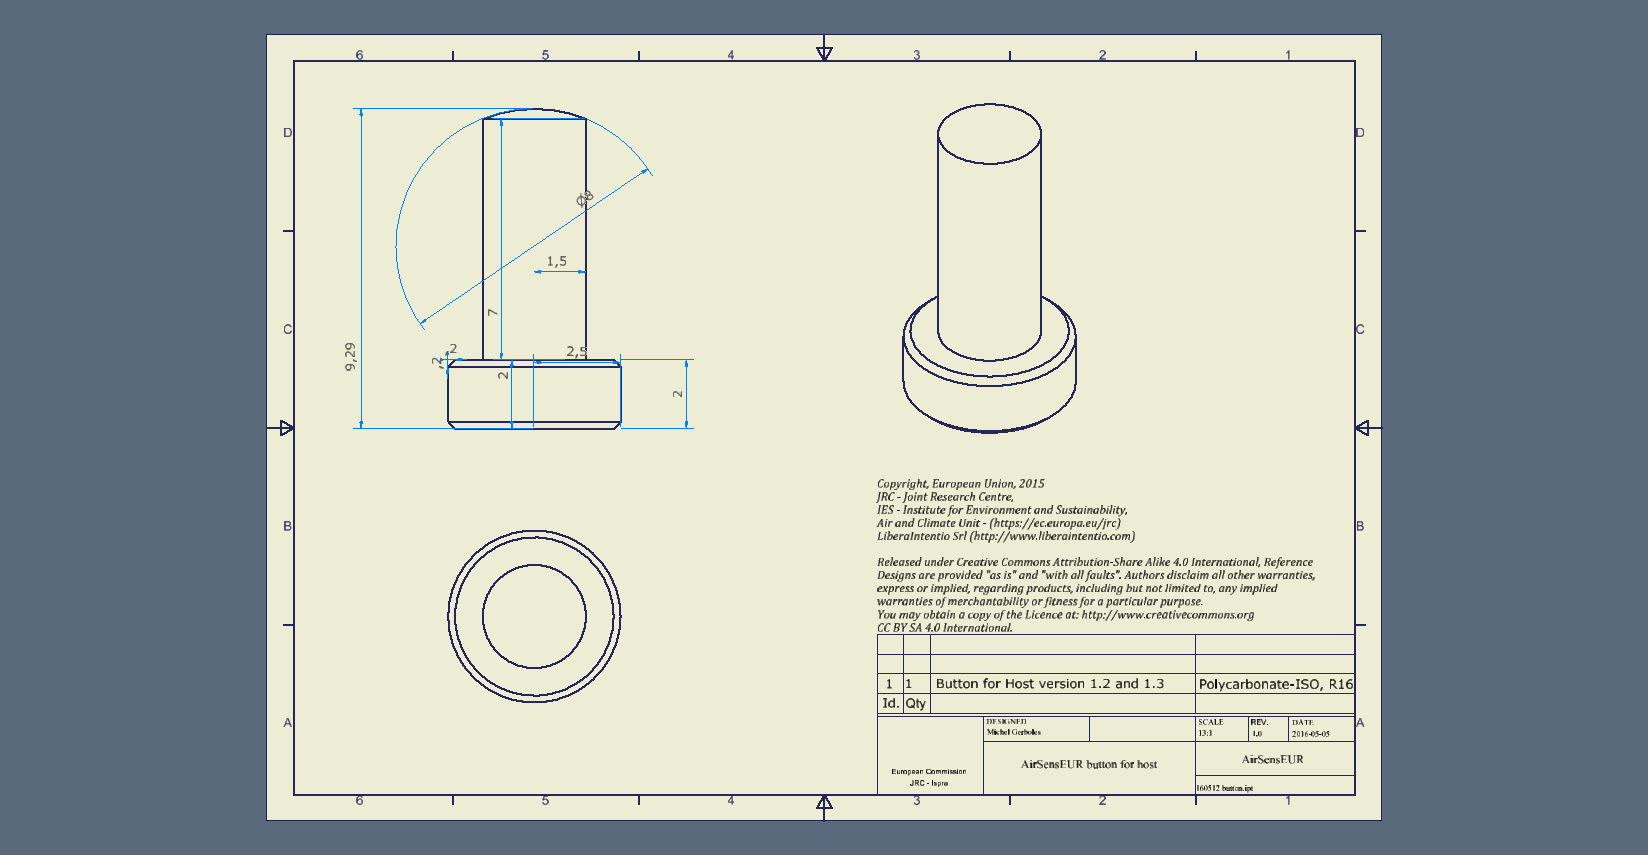 6 5 4 3 2 1
D D
Ø8
1,5
7
C C
9,29
,2
2
2,5
2
2
Copyright, European Union, 2015
JRC - Joint Research Centre,
IES - Institute for Environment and Sustainability,
Air and Climate Unit - (https://ec.europa.eu/jrc)
LiberaIntentio Srl (http://www.liberaintentio.com)
B B
Released under Creative Commons Attribution-Share Alike 4.0 International, Reference
Designs are provided "as is" and "with all faults". Authors disclaim all other warranties,
express or implied, regarding products, including but not limited to, any implied
warranties of merchantability or fitness for a particular purpose.
You may obtain a copy of the Licence at: http://www.creativecommons.org
CC BY SA 4.0 International.
1 1 Button for Host version 1.2 and 1.3 Polycarbonate-ISO, R16
Id. Qty
A A
DESIGNED SCALE REV. DATE
Michel Gerboles 13:1 1.0 2016-05-05
AirSensEUR button for host AirSensEUR
European Commission
JRC - Ispra
160512 button.ipt
6 5 4 3 2 1